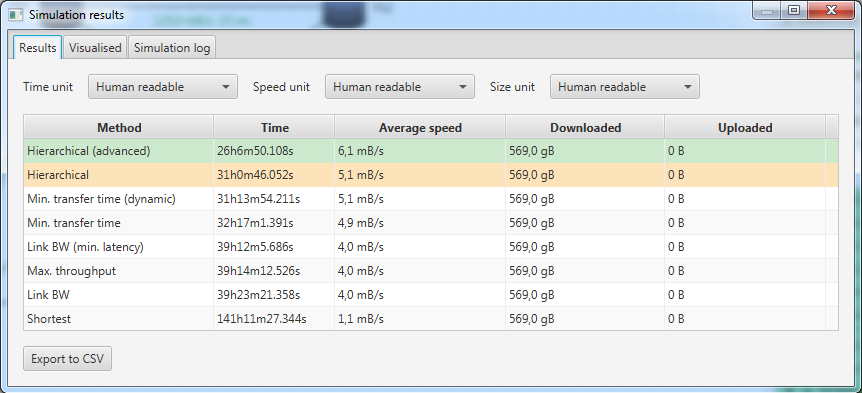 Simulation results
Results Visualised Simulation log
Time unit Human readable Speed unit Human readable Size unit Human readable
Method Time Average speed Downloaded Uploaded
Hierarchical (advanced) 26h6m50.108s 6,1 mB/s 569,0 gB 0 B
Hierarchical 31h0m46.052s 5,1 mB/s 569,0 gB 0 B
Min. transfer time (dynamic) 31h13m54.211s 5,1 mB/s 569,0 gB 0 B
Min. transfer time 32h17m1.391s 4,9 mB/s 569,0 gB 0 B
Link BW (min. latency) 39h12m5.686s 4,0 mB/s 569,0 gB 0 B
Max. throughput 39h14m12.526s 4,0 mB/s 569,0 gB 0 B
Link BW 39h23m21.358s 4,0 mB/s 569,0 gB 0 B
Shortest 141h11m27.344s 1,1 mB/s 569,0 gB 0 B
Export to CSV